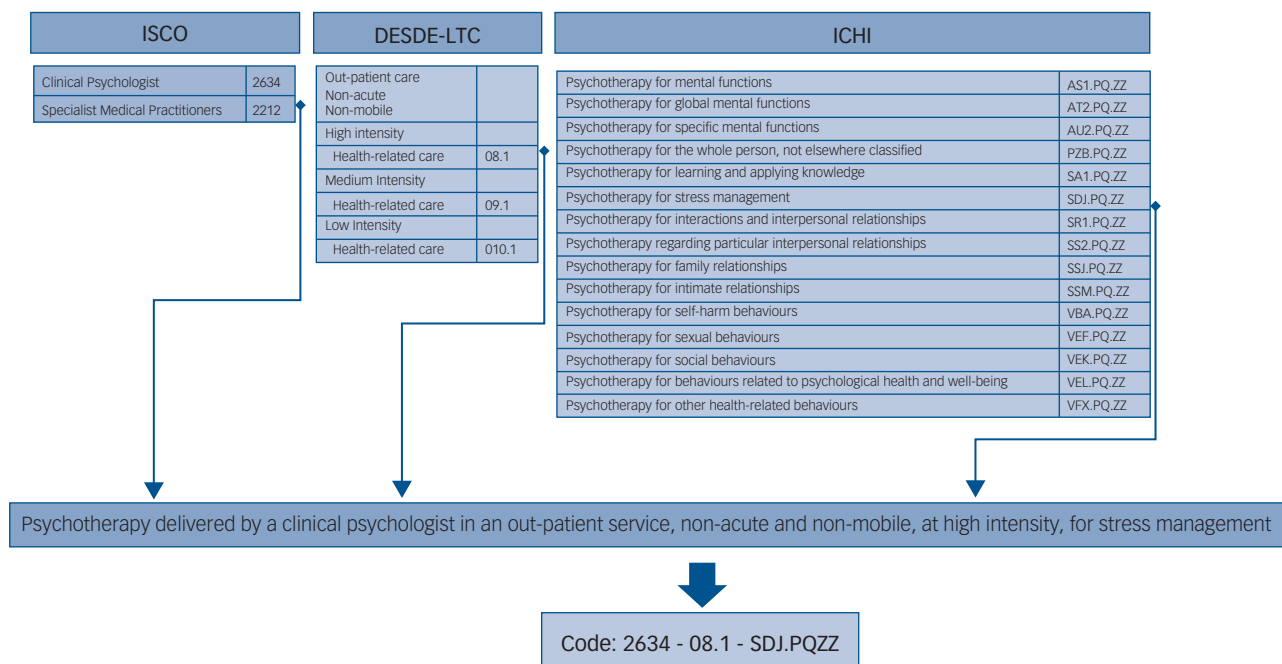 ISCO
Clinical Psychologist 2634
Specialist Medical Practitioners 2212
DESDE-LTC
Out-patient care
Non-acute
Non-mobile
High intensity
Health-related care 08.1
Medium Intensity
Health-related care 09.1
Low Intensity
Health-related care 010.1
ICHI
Psychotherapy for mental functions AS1.PQ.ZZ
Psychotherapy for global mental functions AT2.PQ.ZZ
Psychotherapy for specific mental functions AU2.PQ.ZZ
Psychotherapy for the whole person, not elsewhere classified PZB.PQ.ZZ
Psychotherapy for learning and applying knowledge SA1.PQ.ZZ
Psychotherapy for stress management SDJ.PQ.ZZ
Psychotherapy for interactions and interpersonal relationships SR1.PQ.ZZ
Psychotherapy regarding particular interpersonal relationships SS2.PQ.ZZ
Psychotherapy for family relationships SSJ.PQ.ZZ
Psychotherapy for intimate relationships SSM.PQ.ZZ
Psychotherapy for self-harm behaviours VBA.PQ.ZZ
Psychotherapy for sexual behaviours VEF.PQ.ZZ
Psychotherapy for social behaviours VEK.PQ.ZZ
Psychotherapy for behaviours related to psychological health and well-being VEL.PQ.ZZ
Psychotherapy for other health-related behaviours VFX.PQ.ZZ
Psychotherapy delivered by a clinical psychologist in an out-patient service, non-acute and non-mobile, at high intensity, for stress management
Code: 2634 - 08.1 - SDJ.PQZZ